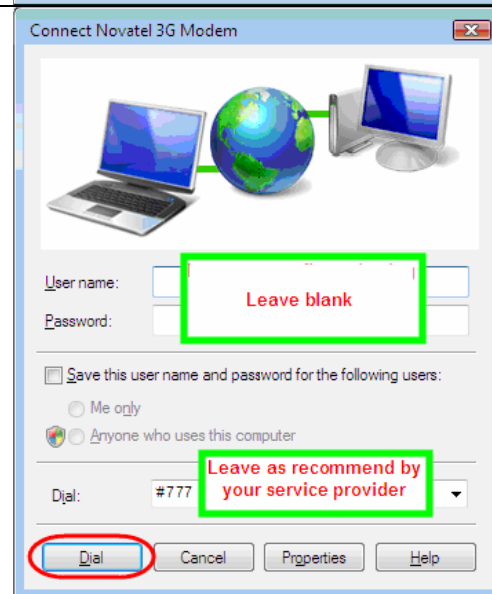 Connect Novatel 3G Modem
User name:
Leave blank
Password:
Save this user name and password for the following users:
Me only
Anyone who uses this computer
Leave as recommend by
your service provider
Dial: #777
Dial Cancel Properties Help